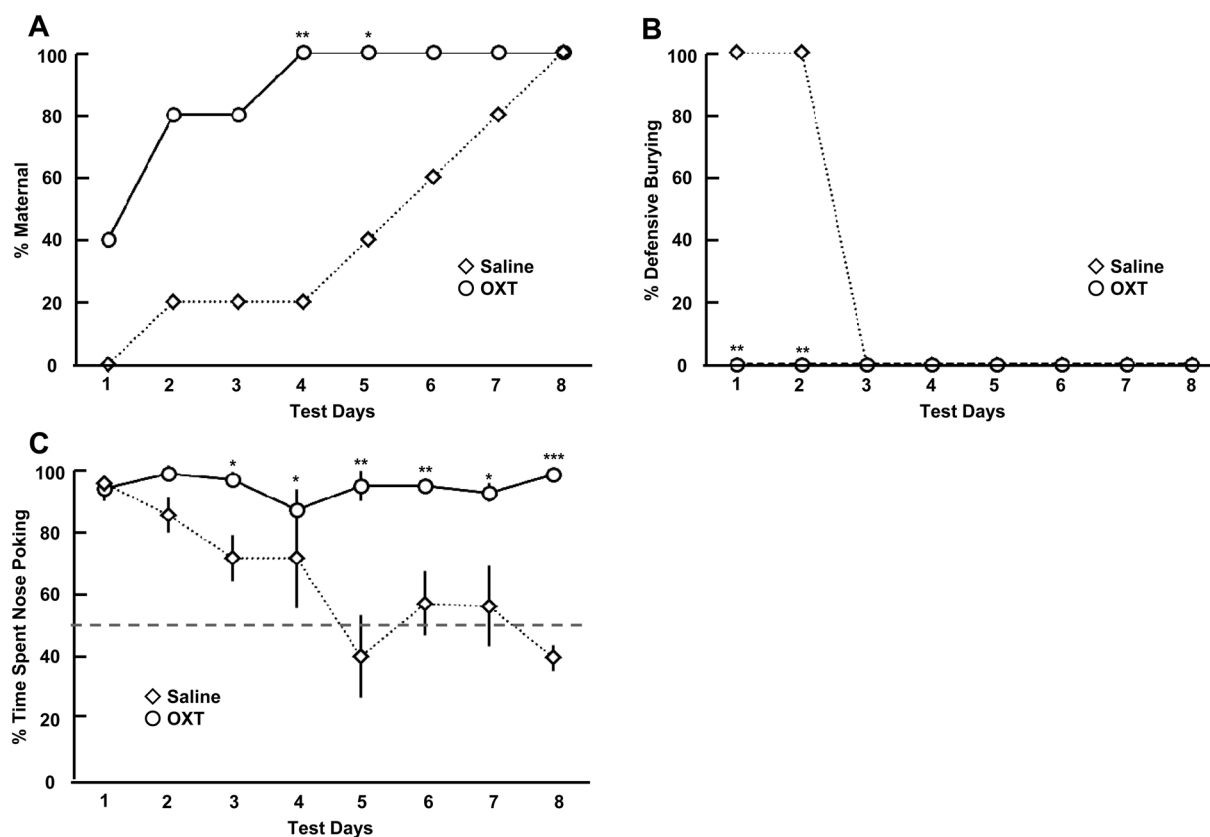 A
** *
100
80
60
40
20
0
% Maternal
Saline
OXT
1 2 3 4 5 6 7 8
Test Days
B
100
80
60
40
20
0
% Defensive Burying
Saline
OXT
** **
1 2 3 4 5 6 7 8
Test Days
C
* * ** ** * ***
100
80
60
40
20
0
% Time Spent Nose Poking
Saline
OXT
1 2 3 4 5 6 7 8
Test Days